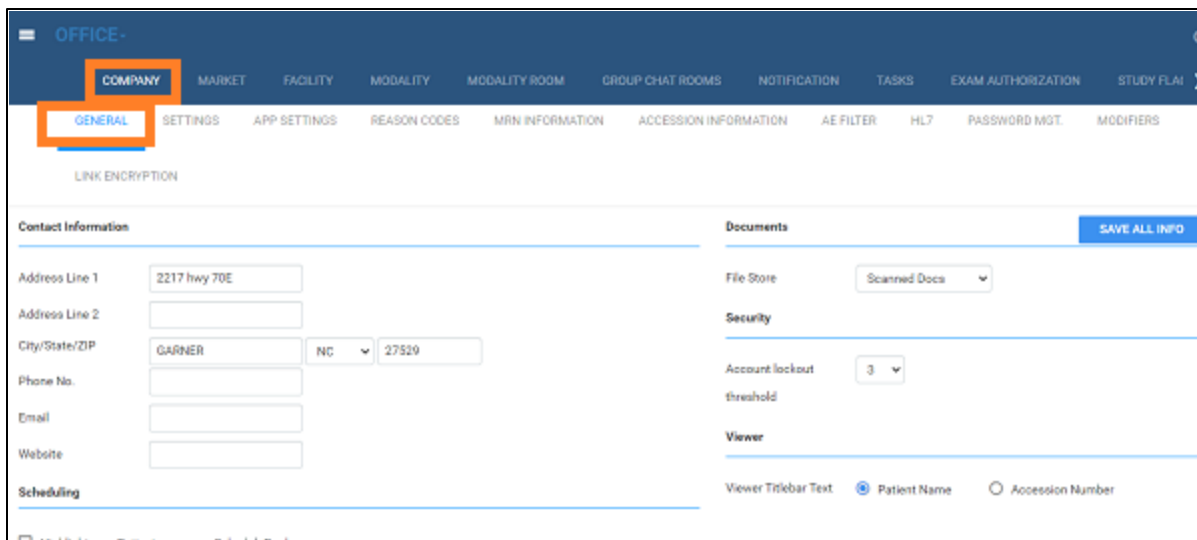 OFFICE-
COMPANY MARKET FACILITY MODALITY MODALITY ROOM GROUP CHAT ROOMS NOTIFICATION TASKS EXAM AUTHORIZATION STUDY FLA
GENERAL SETTINGS APP SETTINGS REASON CODES MRN INFORMATION ACCESSION INFORMATION AE FILTER HL7 PASSWORD MGT. MODIFIERS
LINK ENCRYPTION
Contact Information Documents SAVE ALL INFO
Address Line 1 2217 hwy 70E File Store Scanned Docs
Address Line 2 Security
City/State/ZIP GARNER NC 27529
Phone No. Account lockout threshold 3
Email
Website Viewer
Scheduling Viewer Titlebar Text Patient Name Accession Number